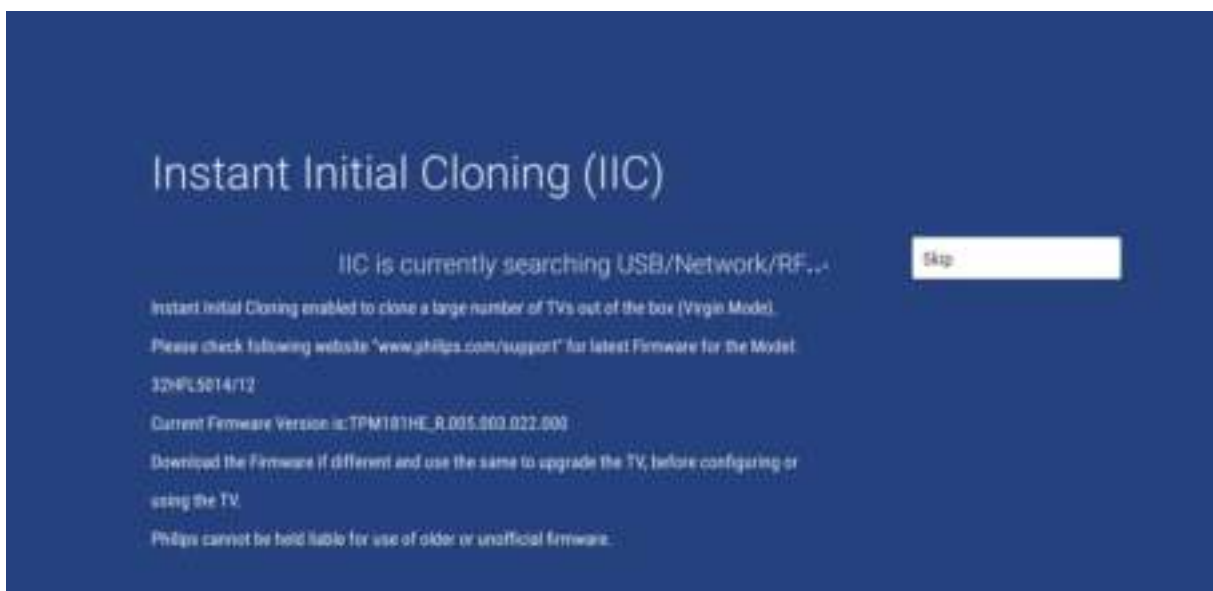 Instant Initial Cloning (IIC)
IIC is currently searching USB/Network/RF...
Skip
Instant Initial Cloning enabled to clone a large number of TVs out of the box (Virgin Mode).
Please check following website "www.philips.com/support" for latest Firmware for the Model:
32HFL5014/12
Current Firmware Version is:TPM181HE_R.005.003.022.000
Download the Firmware if different and use the same to upgrade the TV, before configuring or
using the TV.
Philips cannot be held liable for use of older or unofficial firmware.